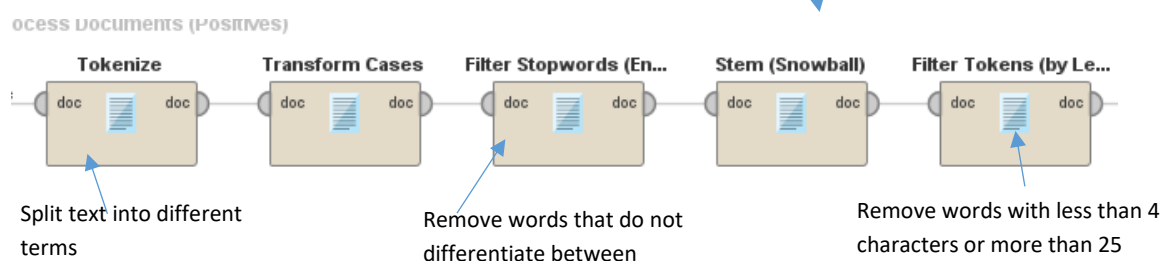 ocess Documents (Positives)
Tokenize Transform Cases Filter Stopwords (En... Stem (Snowball) Filter Tokens (by Le...
doc doc doc doc doc doc doc doc doc doc
Split text into different
terms
Remove words that do not
differentiate between
Remove words with less than 4
characters or more than 25